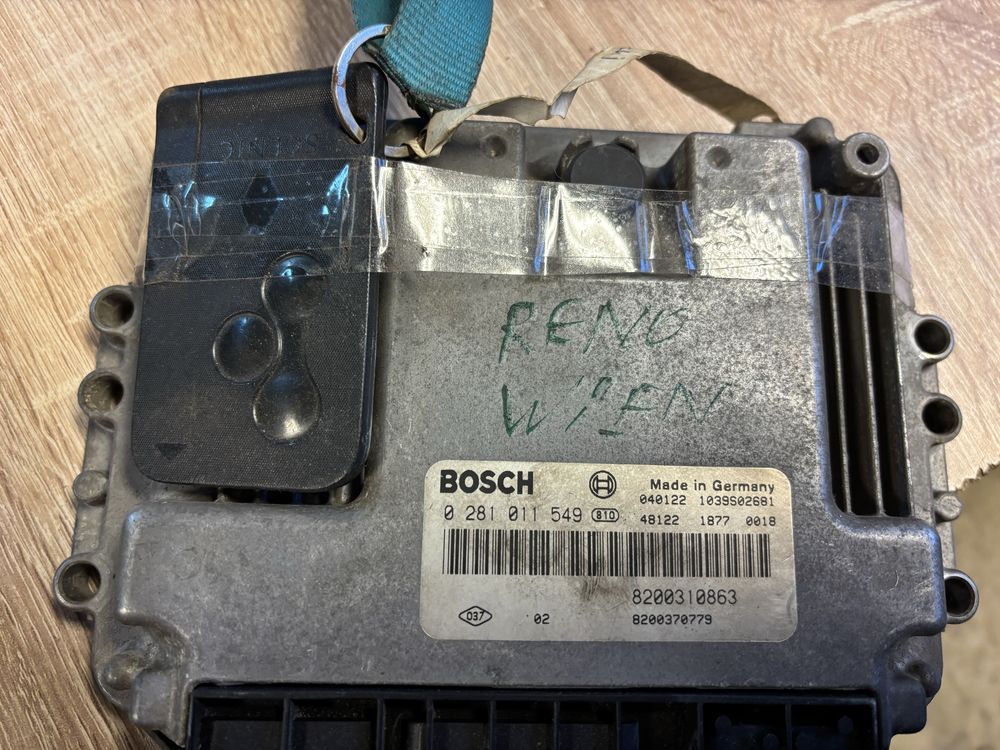 SCENIC
RENO
WIEN
BOSCH
Made in Germany
040122 1039S02681
0 281 011 549 810
48122 1877 0018
8200310863
037 02 8200370779